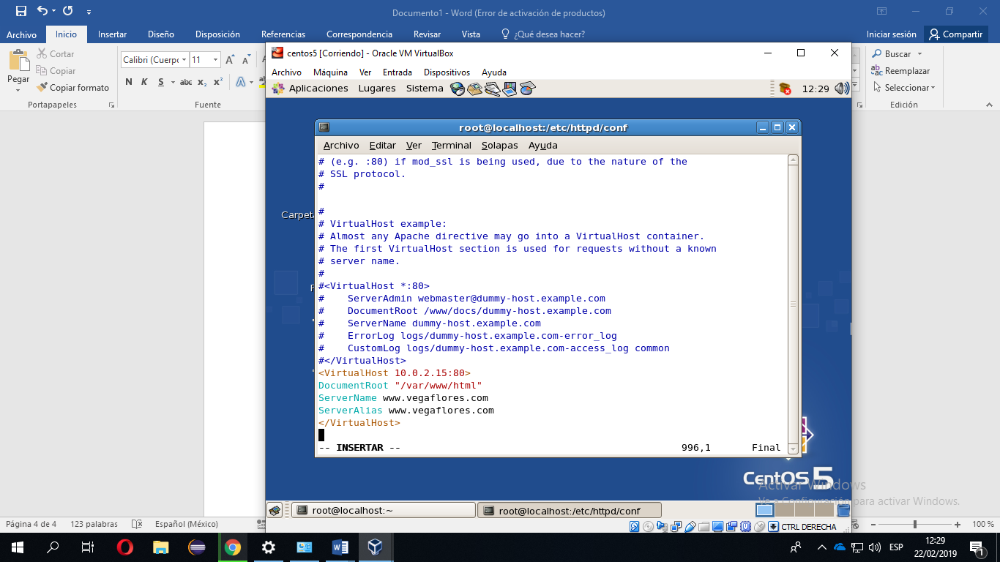 Documento1 - Word (Error de activación de productos)
Archivo Inicio Insertar Diseño Disposición Referencias Correspondencia Revisar Vista ¿Qué desea hacer? Iniciar sesión Compartir
Pegar
Cortar
Copiar
Copiar formato
Portapapeles
Calibri (Cuerpo 11
N K S abc x₂ x²
Fuente
Buscar
Reemplazar
Seleccionar
Edición
centos5 [Corriendo] - Oracle VM VirtualBox
Archivo Máquina Ver Entrada Dispositivos Ayuda
Aplicaciones Lugares Sistema 12:29
Carpet
root@localhost:/etc/httpd/conf
Archivo Editar Ver Terminal Solapas Ayuda
# (e.g. :80) if mod_ssl is being used, due to the nature of the
# SSL protocol.
#
#
# VirtualHost example:
# Almost any Apache directive may go into a VirtualHost container.
# The first VirtualHost section is used for requests without a known
# server name.
#
#<VirtualHost *:80>
#    ServerAdmin webmaster@dummy-host.example.com
#    DocumentRoot /www/docs/dummy-host.example.com
#    ServerName dummy-host.example.com
#    ErrorLog logs/dummy-host.example.com-error_log
#    CustomLog logs/dummy-host.example.com-access_log common
#</VirtualHost>
<VirtualHost 10.0.2.15:80>
DocumentRoot "/var/www/html"
ServerName www.vegaflores.com
ServerAlias www.vegaflores.com
</VirtualHost>
-- INSERTAR -- 996,1 Final
CentOS 5
Activar Windows
Ve a Configuración para activar Windows.
root@localhost:~ root@localhost:/etc/httpd/conf
CTRL DERECHA
Página 4 de 4 123 palabras Español (México) 100 %
ESP 12:29
22/02/2019
1